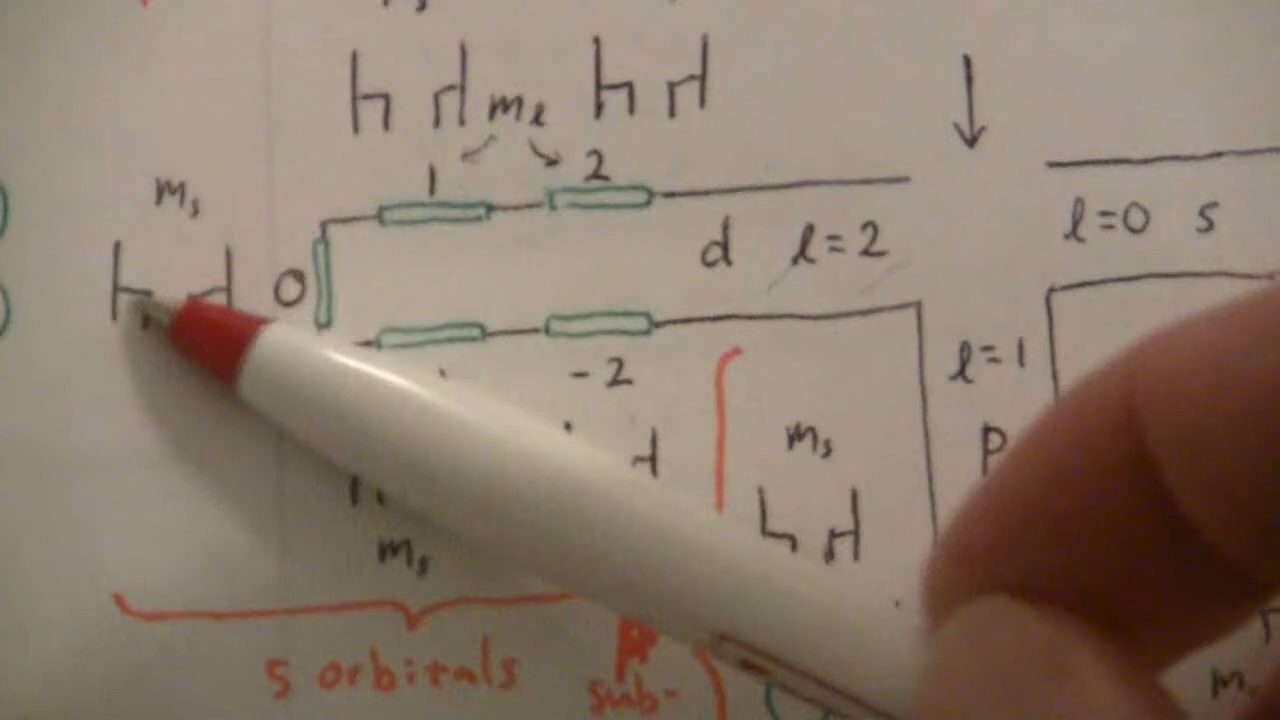 mℓ
1 2
mₛ
0
d ℓ=2
ℓ=0 s
-2
ℓ=1
mₛ
p
mₛ
5 orbitals
sub-